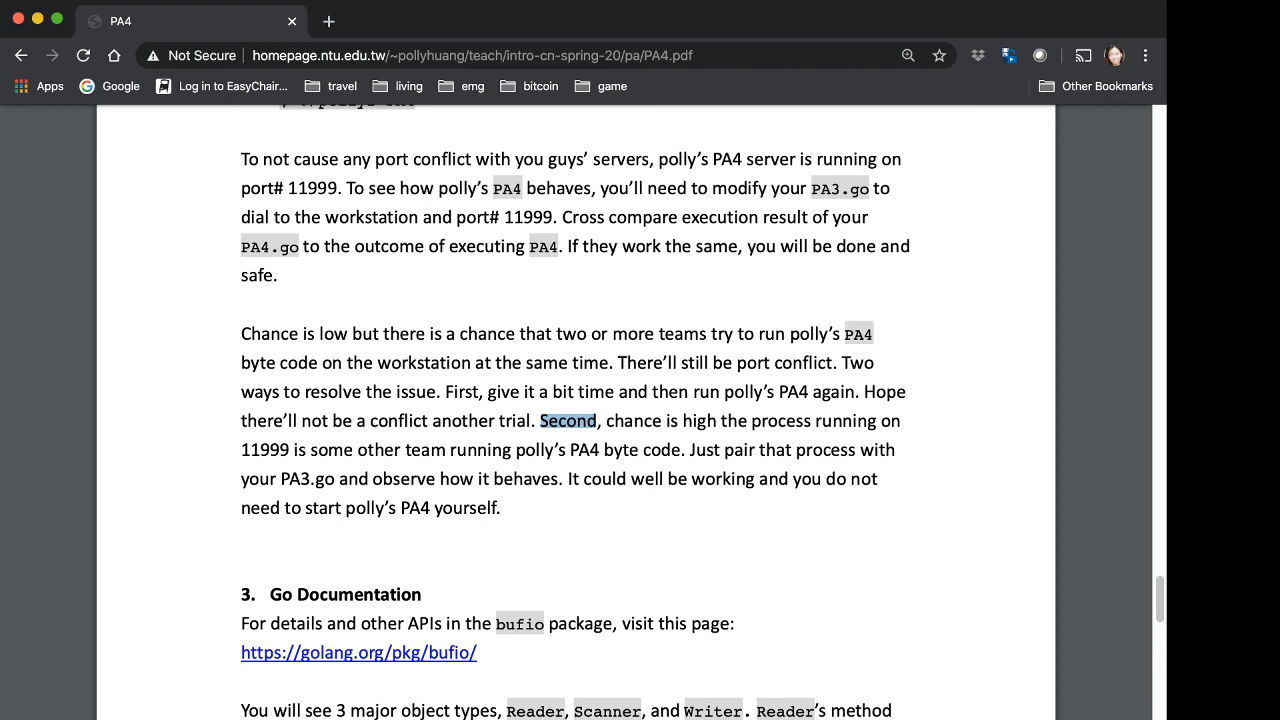 PA4
Not Secure
homepage.ntu.edu.tw/~pollyhuang/teach/intro-cn-spring-20/pa/PA4.pdf
Apps Google Log in to EasyChair... travel living emg bitcoin game Other Bookmarks
To not cause any port conflict with you guys’ servers, polly’s PA4 server is running on
port# 11999. To see how polly’s PA4 behaves, you’ll need to modify your PA3.go to
dial to the workstation and port# 11999. Cross compare execution result of your
PA4.go to the outcome of executing PA4. If they work the same, you will be done and
safe.
Chance is low but there is a chance that two or more teams try to run polly’s PA4
byte code on the workstation at the same time. There’ll still be port conflict. Two
ways to resolve the issue. First, give it a bit time and then run polly’s PA4 again. Hope
there’ll not be a conflict another trial. Second, chance is high the process running on
11999 is some other team running polly’s PA4 byte code. Just pair that process with
your PA3.go and observe how it behaves. It could well be working and you do not
need to start polly’s PA4 yourself.
3. Go Documentation
For details and other APIs in the bufio package, visit this page:
https://golang.org/pkg/bufio/
You will see 3 major object types, Reader, Scanner, and Writer. Reader’s method